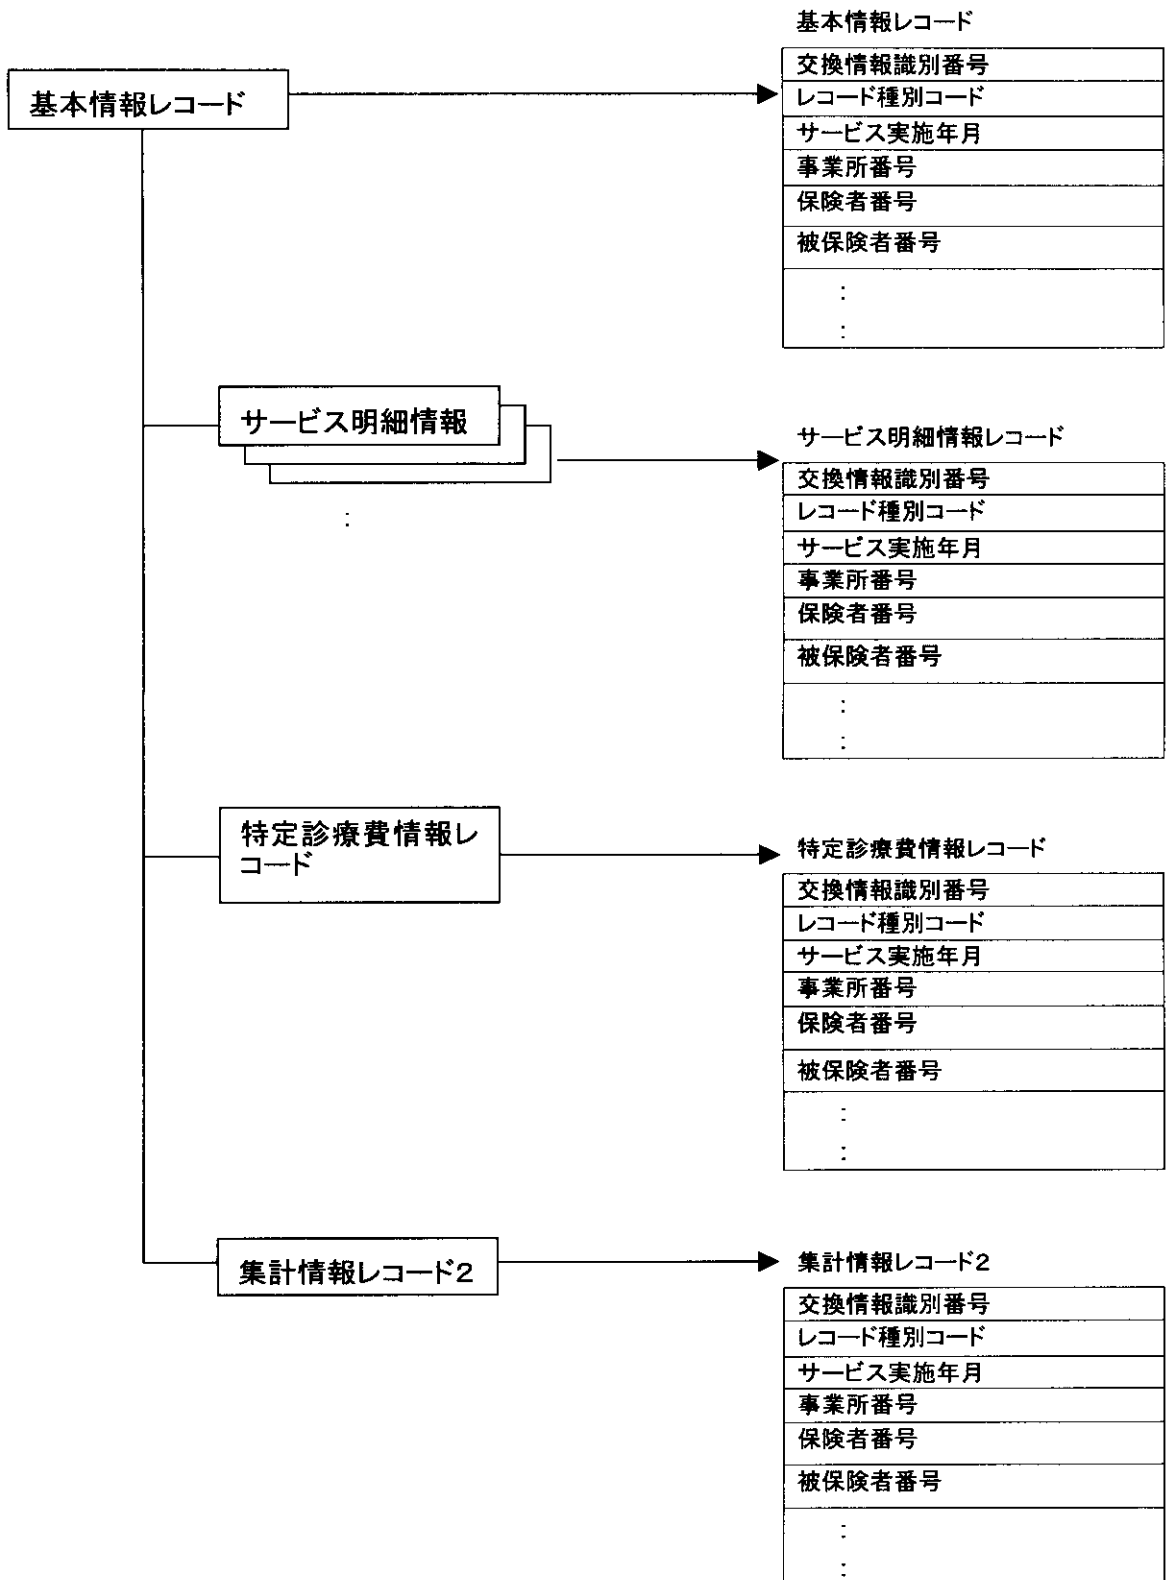 基本情報レコード
基本情報レコード
交換情報識別番号
レコード種別コード
サービス実施年月
事業所番号
保険者番号
被保険者番号
:
:
サービス明細情報
:
サービス明細情報レコード
交換情報識別番号
レコード種別コード
サービス実施年月
事業所番号
保険者番号
被保険者番号
:
:
特定診療費情報レ
コード
特定診療費情報レコード
交換情報識別番号
レコード種別コード
サービス実施年月
事業所番号
保険者番号
被保険者番号
:
:
集計情報レコード2
集計情報レコード2
交換情報識別番号
レコード種別コード
サービス実施年月
事業所番号
保険者番号
被保険者番号
:
: